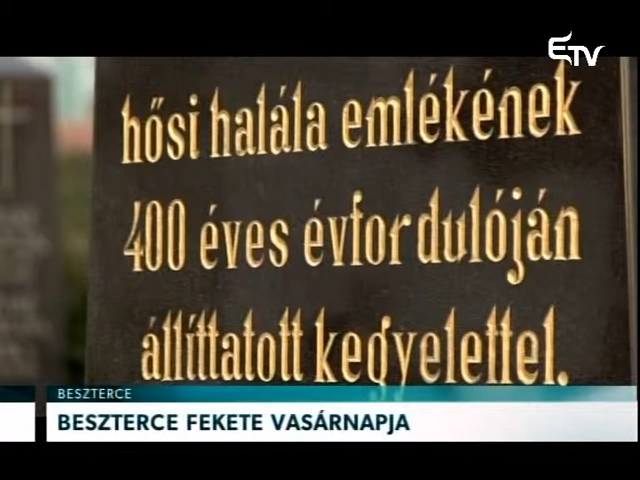 ETV
hősi halála emlékének
400 éves évfordulóján
állíttatott kegyelettel.
BESZTERCE
BESZTERCE FEKETE VASÁRNAPJA